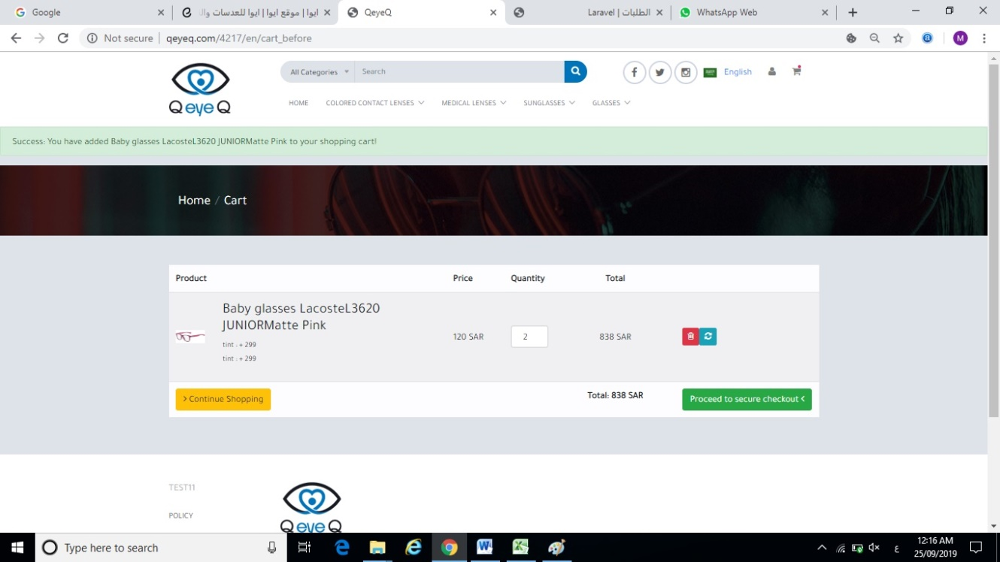 Google
ايوا | موقع ايوا | ايوا للعدسات وال
QeyeQ
الطلبات | Laravel
WhatsApp Web
Not secure
qeyeq.com/4217/en/cart_before
M
Q eye Q
All Categories
Search
English
HOME
COLORED CONTACT LENSES
MEDICAL LENSES
SUNGLASSES
GLASSES
Success: You have added Baby glasses LacosteL3620 JUNIORMatte Pink to your shopping cart!
Home / Cart
Product Price Quantity Total
Baby glasses LacosteL3620
JUNIORMatte Pink
120 SAR 2 838 SAR
tint : + 299
tint : + 299
> Continue Shopping
Total: 838 SAR
Proceed to secure checkout <
TEST11
POLICY
Q eye Q
Type here to search
ع
12:16 AM
25/09/2019